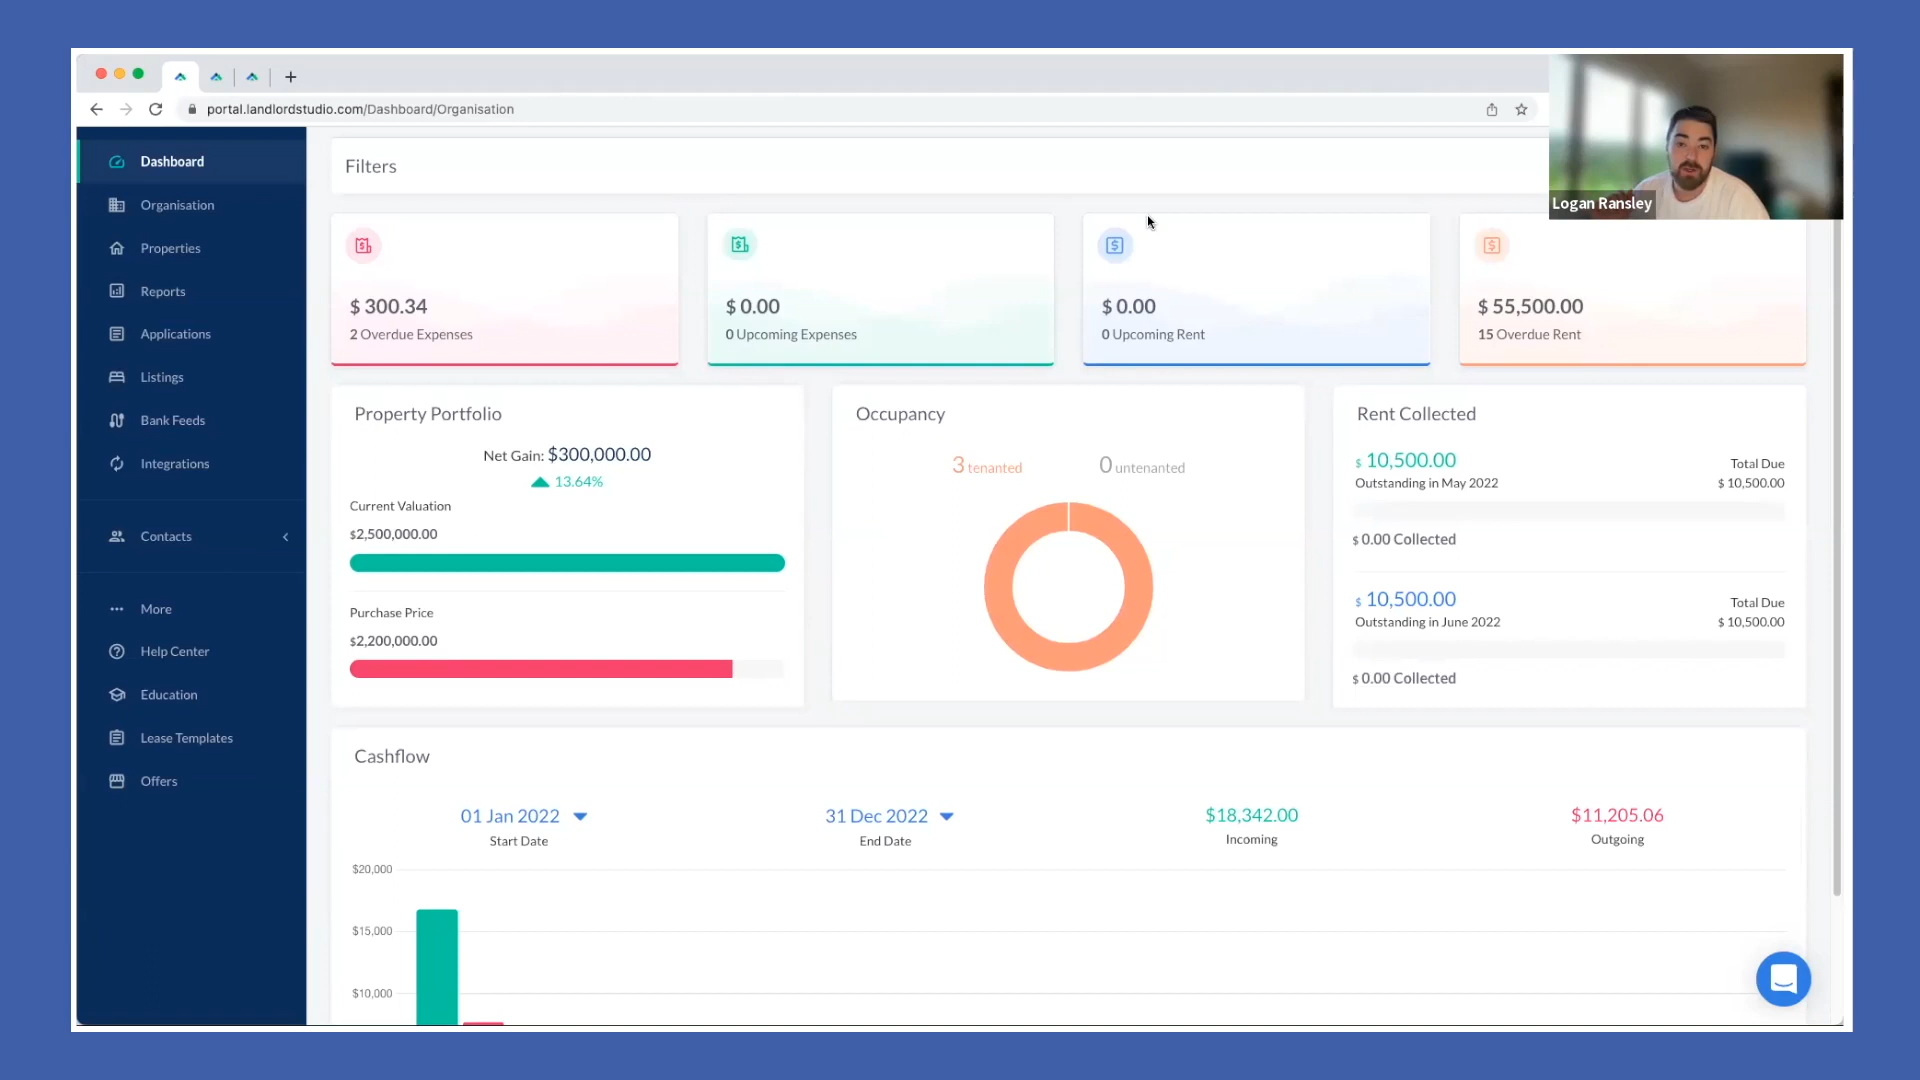 portal.landlordstudio.com/Dashboard/Organisation
Logan Ransley
Dashboard
Organisation
Properties
Reports
Applications
Listings
Bank Feeds
Integrations
Contacts
More
Help Center
Education
Lease Templates
Offers
Filters
$ 300.34
2 Overdue Expenses
$ 0.00
0 Upcoming Expenses
$ 0.00
0 Upcoming Rent
$ 55,500.00
15 Overdue Rent
Property Portfolio
Net Gain: $300,000.00
13.64%
Current Valuation
$2,500,000.00
Purchase Price
$2,200,000.00
Occupancy
3 tenanted
0 untenanted
Rent Collected
$ 10,500.00
Total Due
Outstanding in May 2022
$ 10,500.00
$ 0.00 Collected
$ 10,500.00
Total Due
Outstanding in June 2022
$ 10,500.00
$ 0.00 Collected
Cashflow
01 Jan 2022
Start Date
31 Dec 2022
End Date
$18,342.00
Incoming
$11,205.06
Outgoing
$20,000
$15,000
$10,000